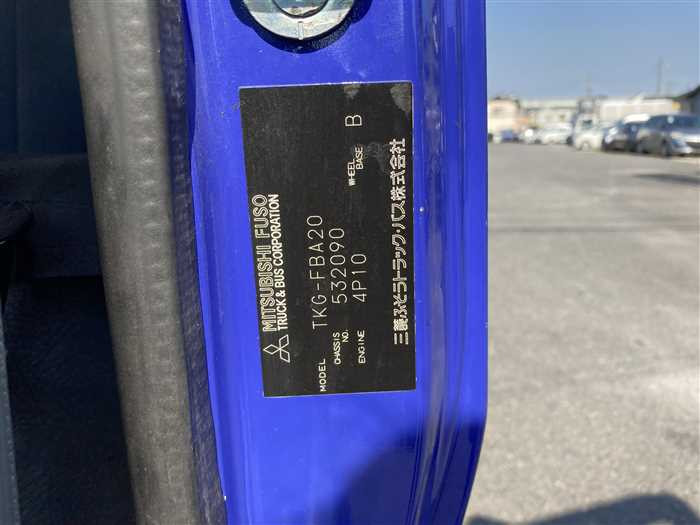 MITSUBISHI FUSO
TRUCK & BUS CORPORATION
MODEL TKG-FBA20
CHASSIS NO. 532090
ENGINE 4P10 WHEEL BASE B
三菱ふそうトラック・バス株式会社